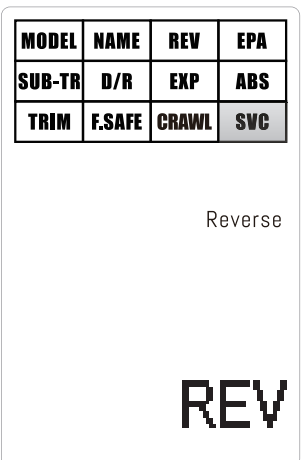 MODEL NAME REV EPA
SUB-TR D/R EXP ABS
TRIM F.SAFE CRAWL SVC
Reverse
REV